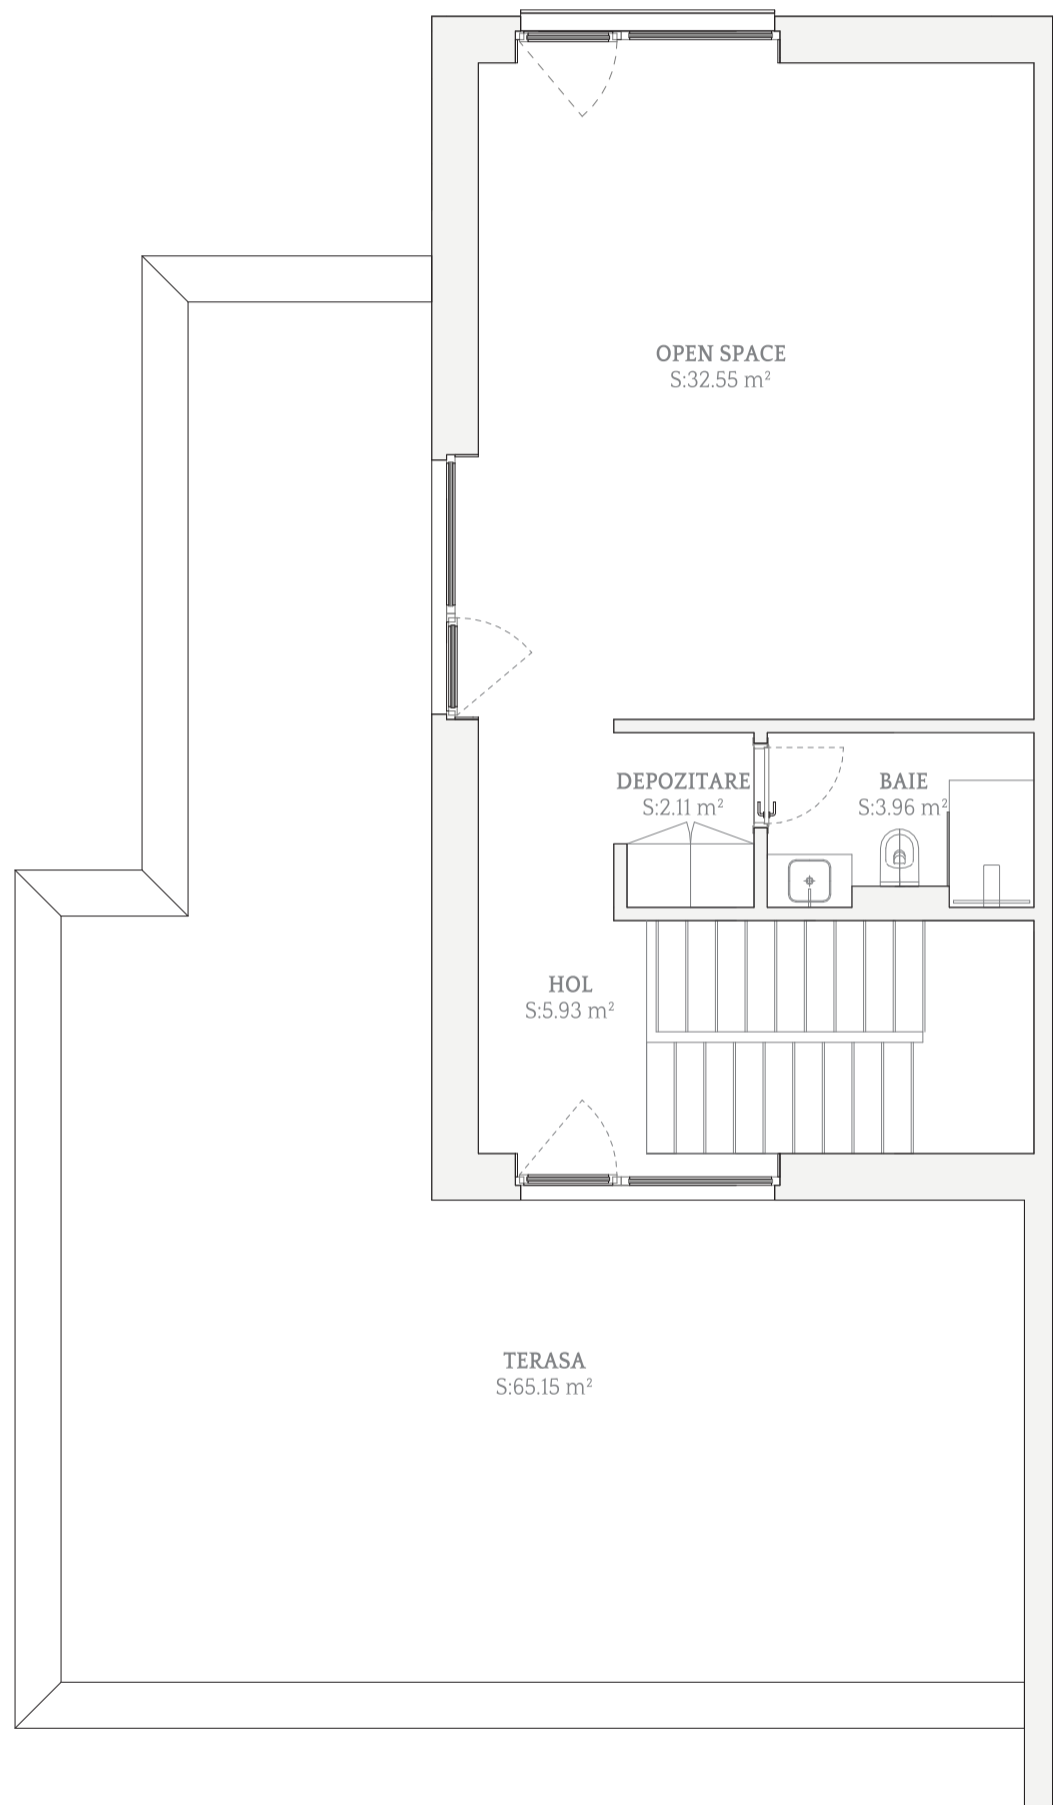 OPEN SPACE
S:32.55 m²
DEPOZITARE
S:2.11 m²
BAIE
S:3.96 m²
HOL
S:5.93 m²
TERASA
S:65.15 m²